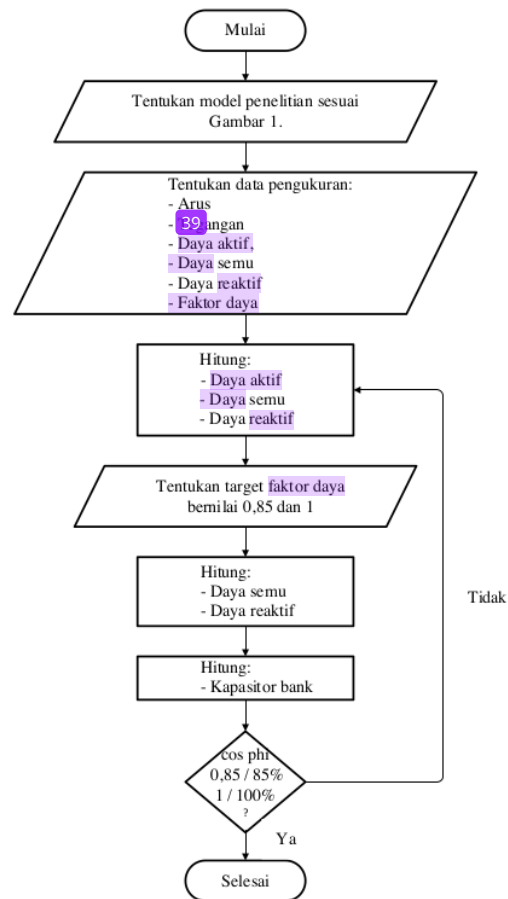 Mulai
Tentukan model penelitian sesuai
Gambar 1.
Tentukan data pengukuran:
- Arus
- 39angan
- Daya aktif,
- Daya semu
- Daya reaktif
- Faktor daya
Hitung:
- Daya aktif
- Daya semu
- Daya reaktif
Tentukan target faktor daya
bernilai 0,85 dan 1
Hitung:
- Daya semu
- Daya reaktif
Tidak
Hitung:
- Kapasitor bank
cos phi
0,85 / 85%
1 / 100%
?
Ya
Selesai